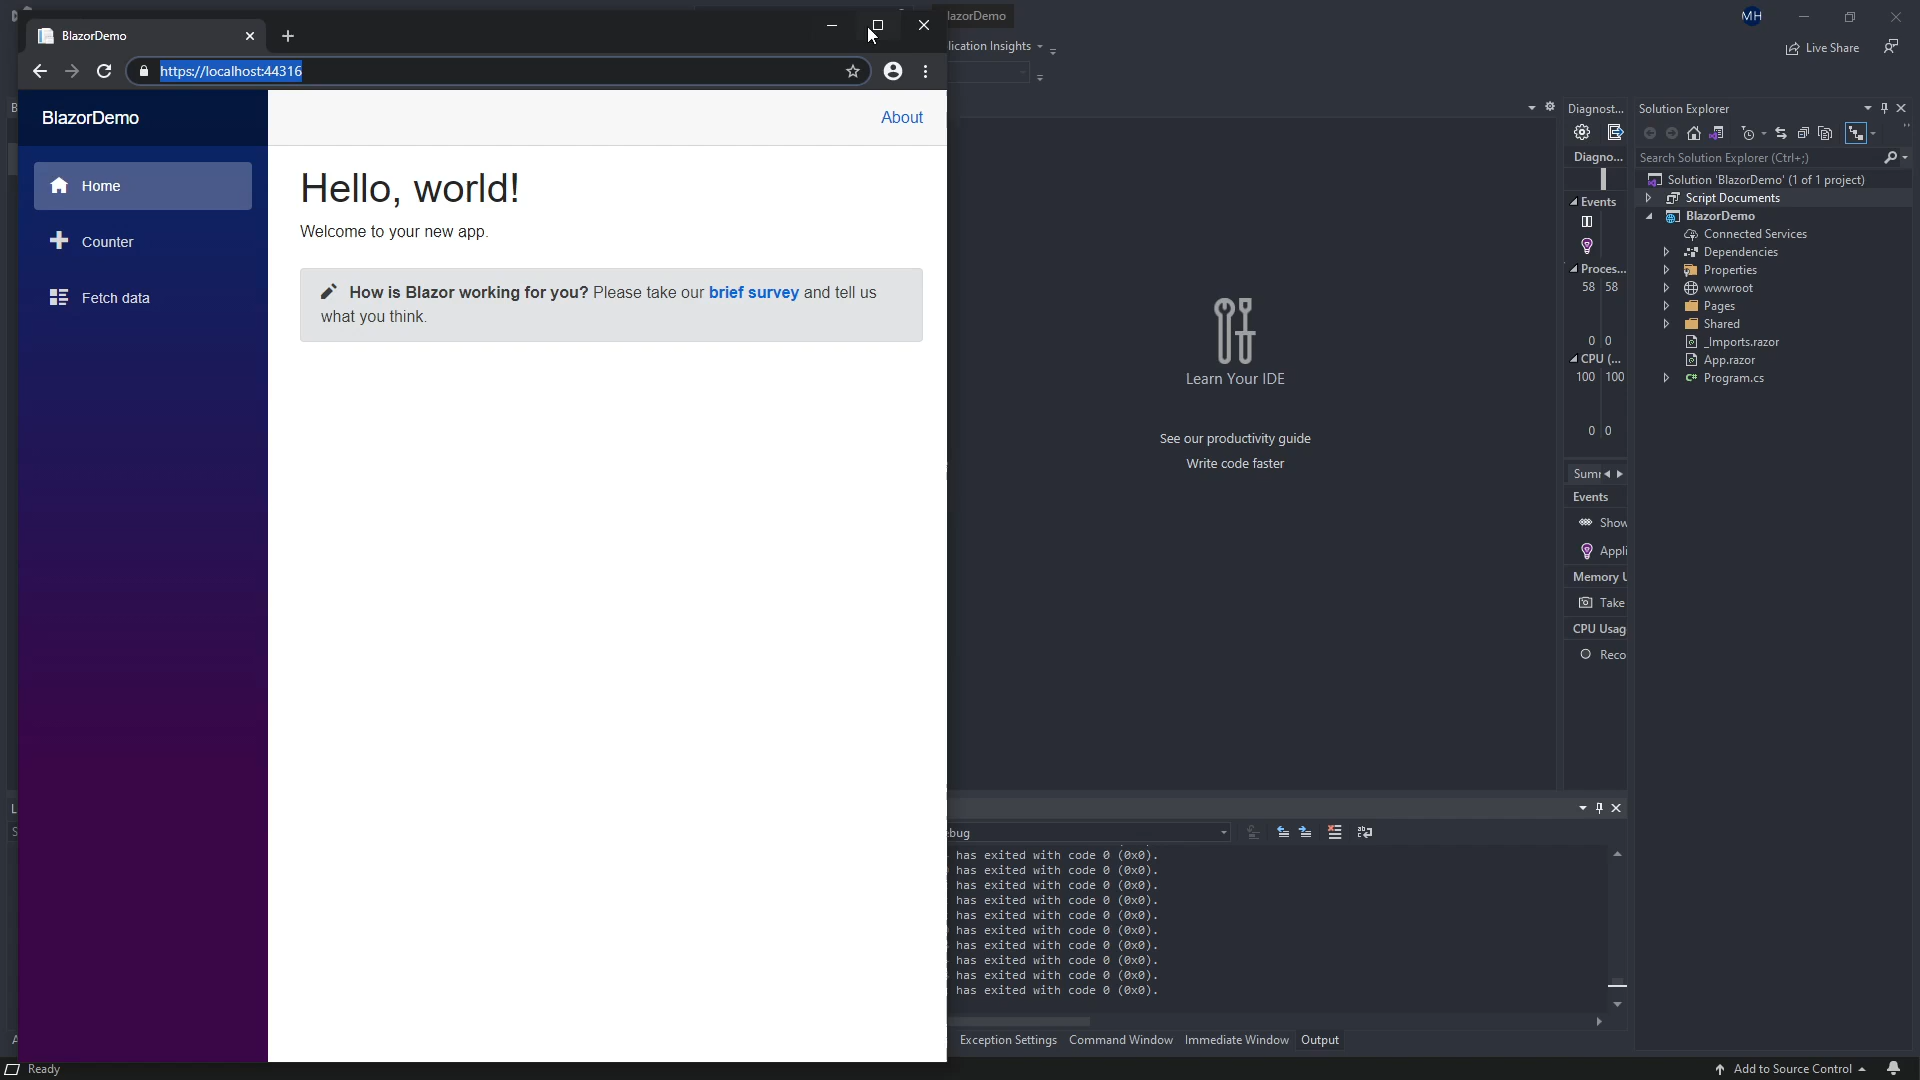 BlazorDemo
https://localhost:44316
BlazorDemo
About
Home
Counter
Fetch data
Hello, world!
Welcome to your new app.
How is Blazor working for you? Please take our brief survey and tell us
what you think.
lazorDemo
MH
lication Insights
Live Share
Learn Your IDE
See our productivity guide
Write code faster
Diagnost...
Diagno...
Events
Proces...
58 58
0 0
CPU (...
100 100
0 0
Sumr
Events
Show
Appli
Memory U
Take
CPU Usag
Reco
Solution Explorer
Search Solution Explorer (Ctrl+;)
Solution 'BlazorDemo' (1 of 1 project)
Script Documents
BlazorDemo
Connected Services
Dependencies
Properties
wwwroot
Pages
Shared
_Imports.razor
App.razor
C# Program.cs
ebug
has exited with code 0 (0x0).
has exited with code 0 (0x0).
has exited with code 0 (0x0).
has exited with code 0 (0x0).
has exited with code 0 (0x0).
has exited with code 0 (0x0).
has exited with code 0 (0x0).
has exited with code 0 (0x0).
has exited with code 0 (0x0).
has exited with code 0 (0x0).
Exception Settings Command Window Immediate Window Output
Ready
Add to Source Control